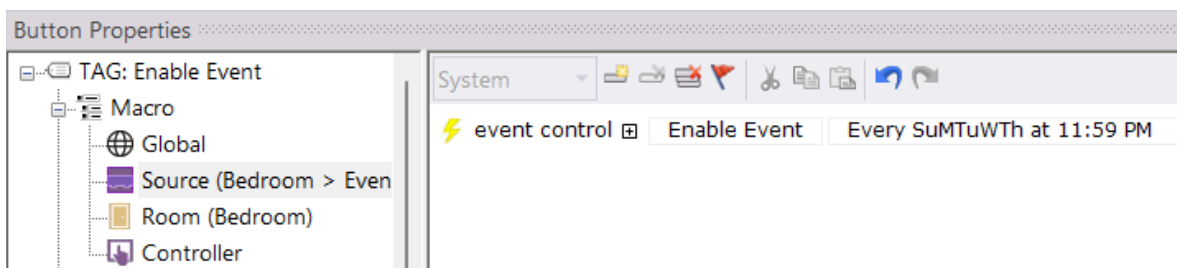 Button Properties
TAG: Enable Event
Macro
Global
Source (Bedroom > Even
Room (Bedroom)
Controller
System
event control Enable Event Every SuMTuWTh at 11:59 PM